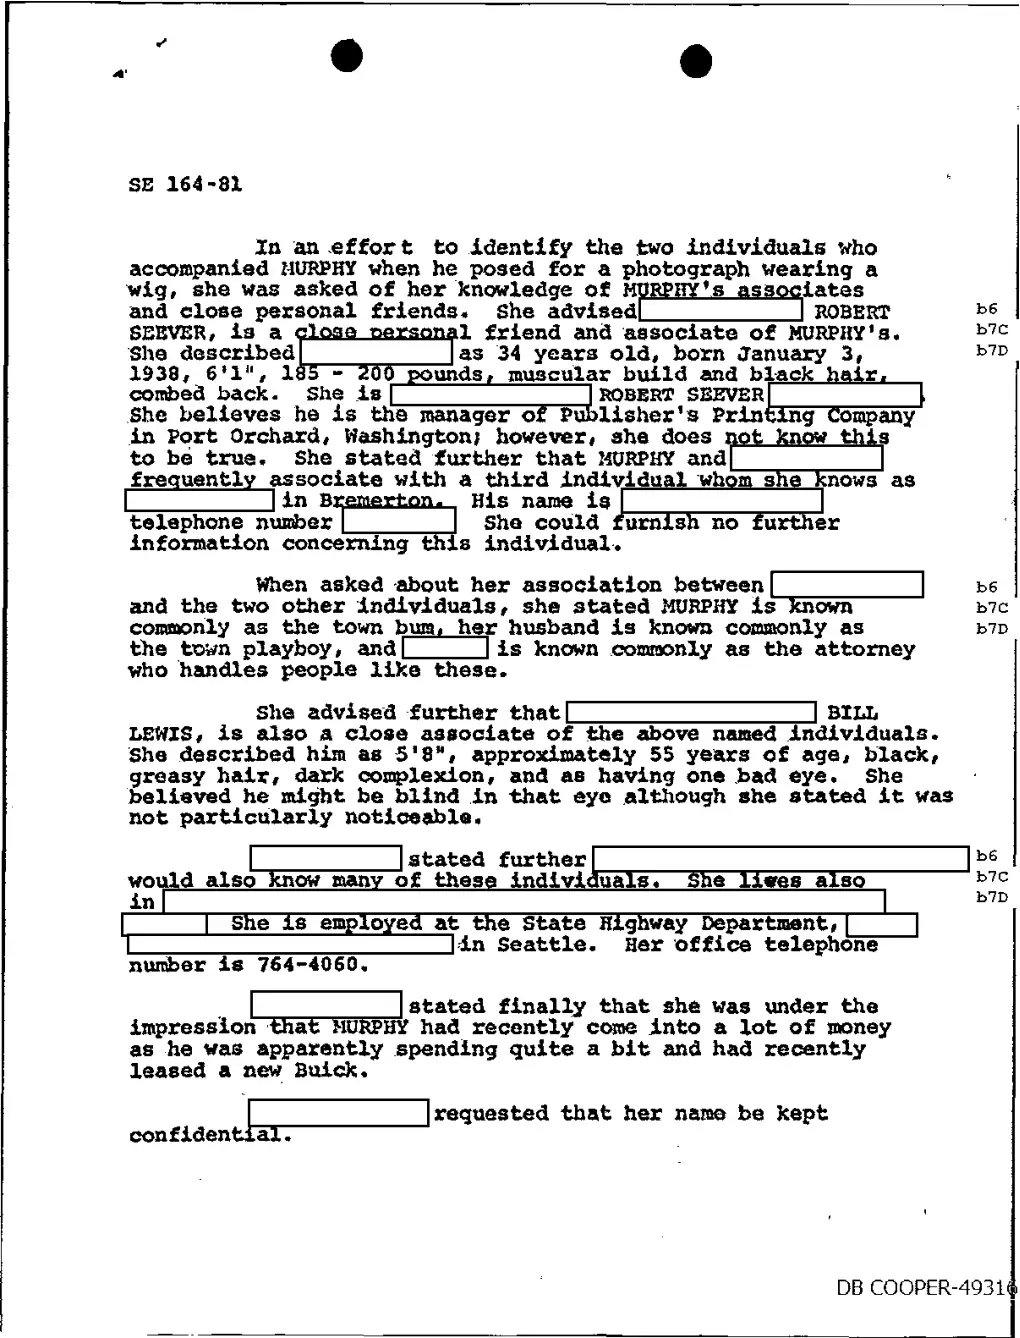 SE 164-81
In an effort to identify the two individuals who
accompanied MURPHY when he posed for a photograph wearing a
wig, she was asked of her knowledge of MURPHY's associates
and close personal friends. She advised ROBERT b6
SEEVER, is a close personal friend and associate of MURPHY's. b7C
She described as 34 years old, born January 3, b7D
1938, 6'1", 185 - 200 pounds, muscular build and black hair,
combed back. She is ROBERT SEEVER .
She believes he is the manager of Publisher's Printing Company
in Port Orchard, Washington; however, she does not know this
to be true. She stated further that MURPHY and
frequently associate with a third individual whom she knows as
in Bremerton. His name is
telephone number She could furnish no further
information concerning this individual.
When asked about her association between b6
and the two other individuals, she stated MURPHY is known b7C
commonly as the town bum, her husband is known commonly as b7D
the town playboy, and is known commonly as the attorney
who handles people like these.
She advised further that BILL
LEWIS, is also a close associate of the above named individuals.
She described him as 5'8", approximately 55 years of age, black,
greasy hair, dark complexion, and as having one bad eye. She
believed he might be blind in that eye although she stated it was
not particularly noticeable.
stated further b6
would also know many of these individuals. She lives also b7C
in b7D
She is employed at the State Highway Department,
in Seattle. Her office telephone
number is 764-4060.
stated finally that she was under the
impression that MURPHY had recently come into a lot of money
as he was apparently spending quite a bit and had recently
leased a new Buick.
requested that her name be kept
confidential.
DB COOPER-49316